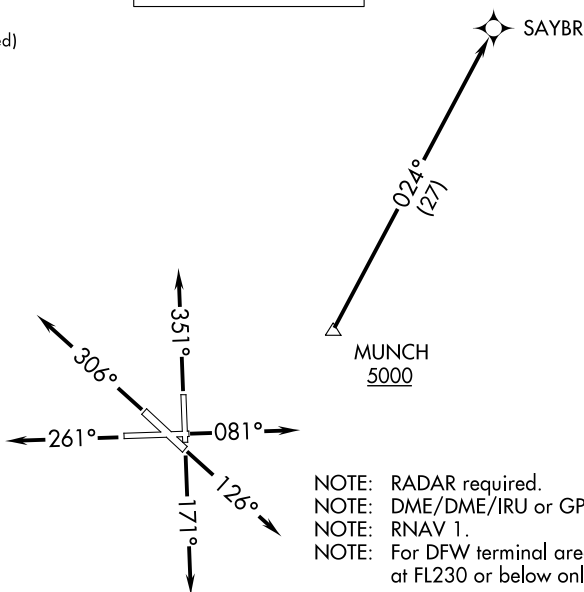 SAYBR
024°
(27)
MUNCH
5000
351°
306°
261°
081°
126°
171°
NOTE: RADAR required.
NOTE: DME/DME/IRU or GP
NOTE: RNAV 1.
NOTE: For DFW terminal are
at FL230 or below onl